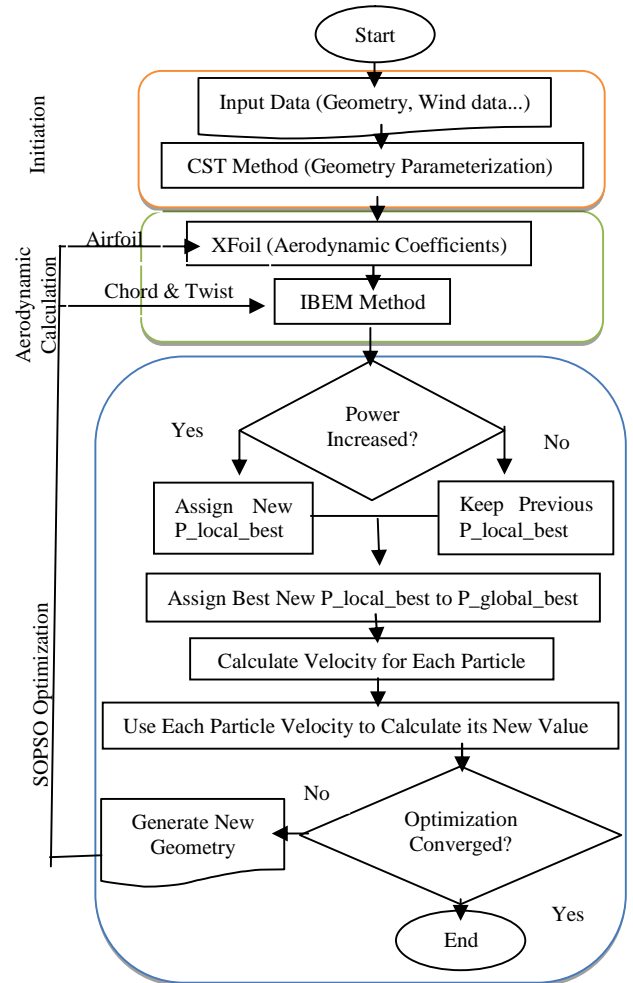 Start
Initiation
Input Data (Geometry, Wind data...)
CST Method (Geometry Parameterization)
Aerodynamic
Calculation
Airfoil
XFoil (Aerodynamic Coefficients)
Chord & Twist
IBEM Method
SOPSO Optimization
Power
Increased?
Yes
No
Assign New
P_local_best
Keep Previous
P_local_best
Assign Best New P_local_best to P_global_best
Calculate Velocity for Each Particle
Use Each Particle Velocity to Calculate its New Value
No
Generate New
Geometry
Optimization
Converged?
Yes
End